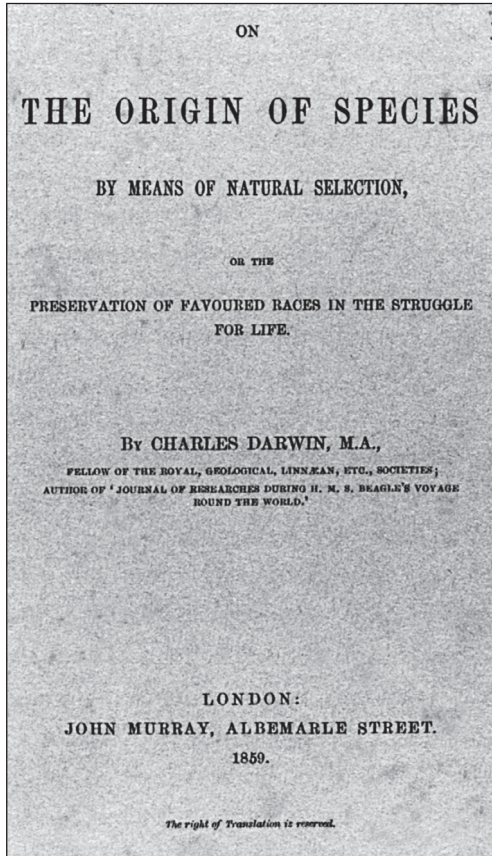 ON
THE ORIGIN OF SPECIES
BY MEANS OF NATURAL SELECTION,
OR THE
PRESERVATION OF FAVOURED RACES IN THE STRUGGLE
FOR LIFE.
BY CHARLES DARWIN, M.A.,
FELLOW OF THE ROYAL, GEOLOGICAL, LINNÆAN, ETC., SOCIETIES;
AUTHOR OF ‘JOURNAL OF RESEARCHES DURING H. M. S. BEAGLE’S VOYAGE
ROUND THE WORLD.’
LONDON:
JOHN MURRAY, ALBEMARLE STREET.
1859.
The right of Translation is reserved.